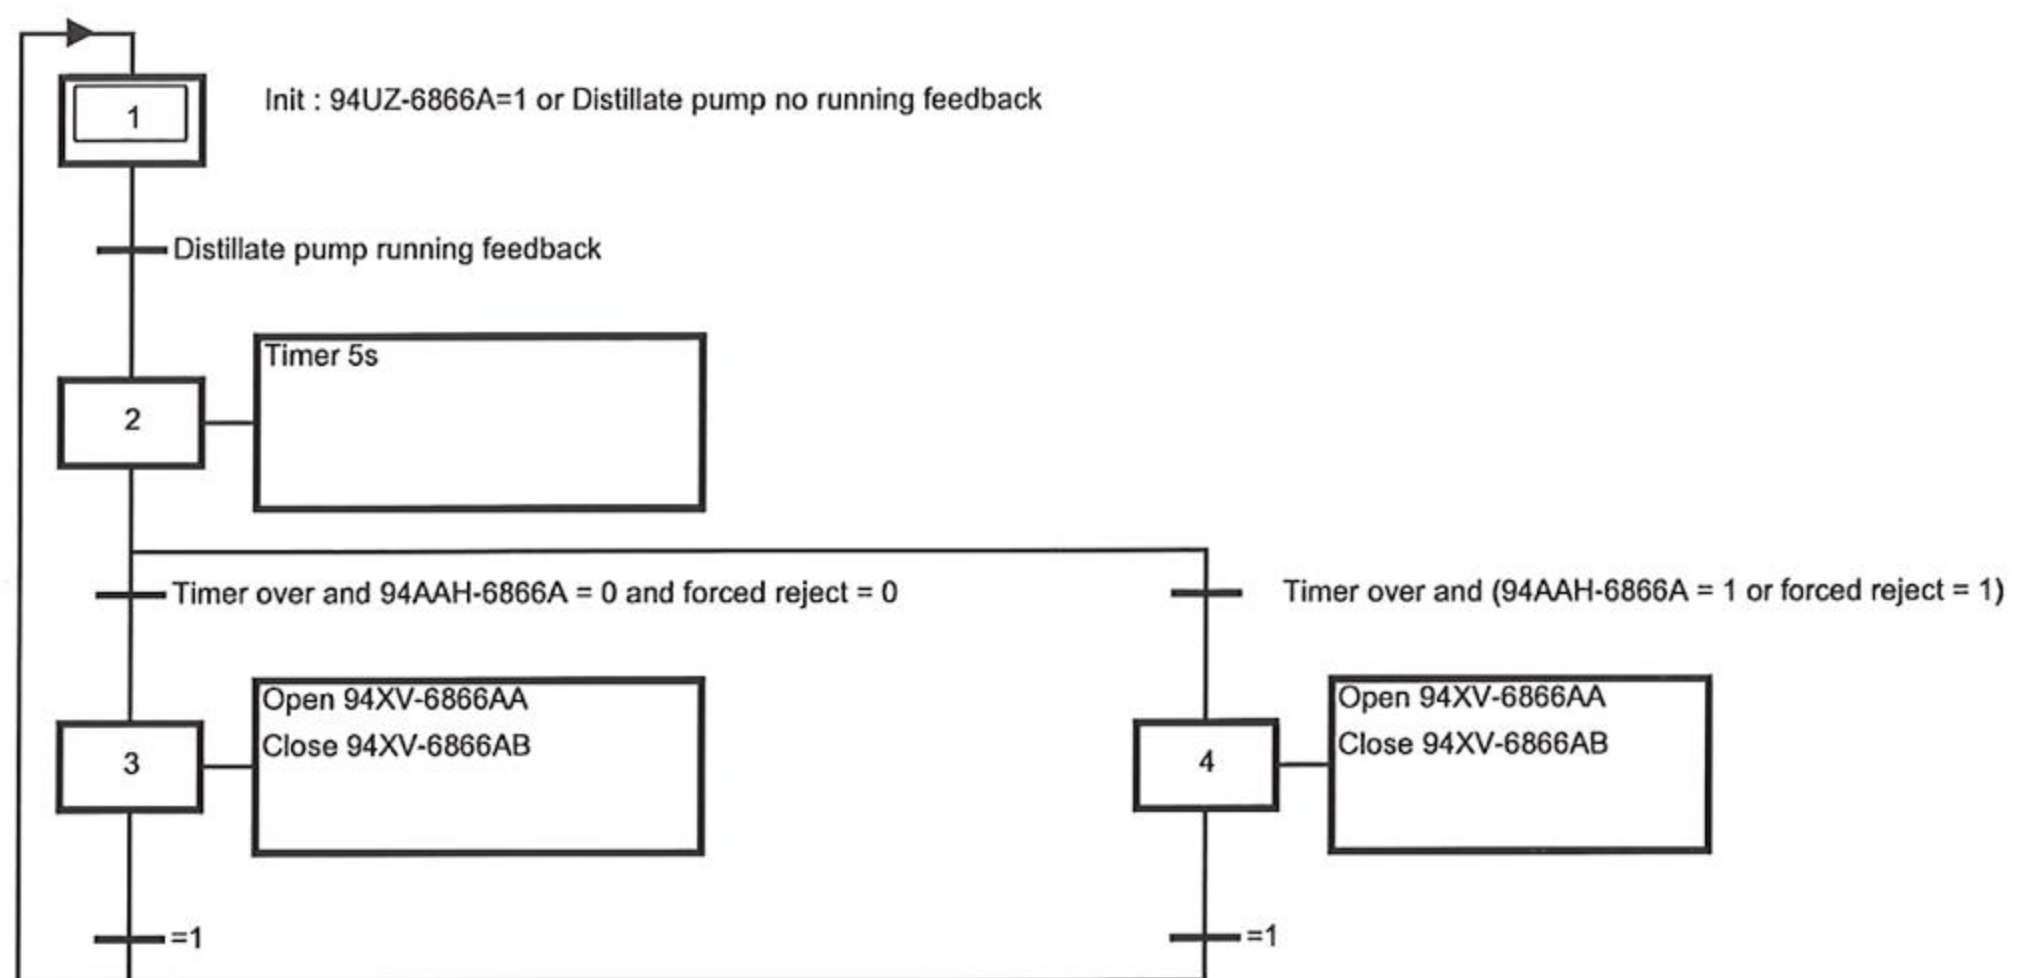 1
Init : 94UZ-6866A=1 or Distillate pump no running feedback
Distillate pump running feedback
Timer 5s
2
Timer over and 94AAH-6866A = 0 and forced reject = 0
Timer over and (94AAH-6866A = 1 or forced reject = 1)
Open 94XV-6866AA
Close 94XV-6866AB
3
Open 94XV-6866AA
Close 94XV-6866AB
4
=1
=1